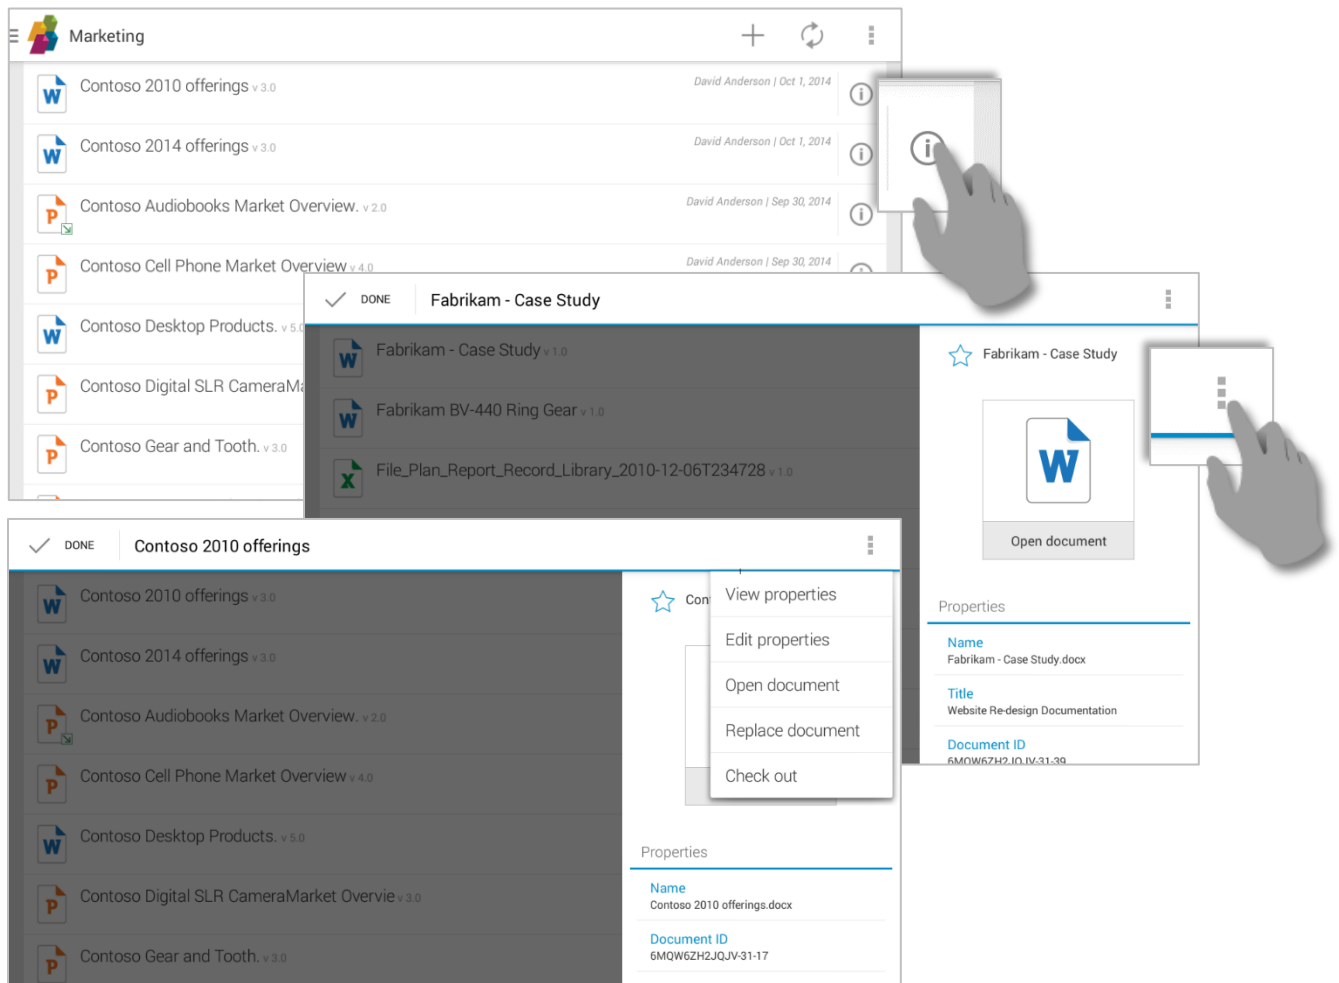 Marketing
Contoso 2010 offerings v 3.0
David Anderson | Oct 1, 2014
Contoso 2014 offerings v 3.0
David Anderson | Oct 1, 2014
Contoso Audiobooks Market Overview. v 2.0
David Anderson | Sep 30, 2014
Contoso Cell Phone Market Overview v 4.0
David Anderson | Sep 30, 2014
Contoso Desktop Products. v 5.0
Contoso Digital SLR CameraMa
Contoso Gear and Tooth. v 3.0
DONE
Fabrikam - Case Study
Fabrikam - Case Study v 1.0
Fabrikam BV-440 Ring Gear v 1.0
File_Plan_Report_Record_Library_2010-12-06T234728 v 1.0
Fabrikam - Case Study
Open document
Properties
Name
Fabrikam - Case Study.docx
Title
Website Re-design Documentation
Document ID
6MQW6ZH2JQJV-31-39
DONE
Contoso 2010 offerings
Contoso 2010 offerings v 3.0
Contoso 2014 offerings v 3.0
Contoso Audiobooks Market Overview. v 2.0
Contoso Cell Phone Market Overview v 4.0
Contoso Desktop Products. v 5.0
Contoso Digital SLR CameraMarket Overvie v 3.0
Contoso Gear and Tooth. v 3.0
Con
View properties
Edit properties
Open document
Replace document
Check out
Properties
Name
Contoso 2010 offerings.docx
Document ID
6MQW6ZH2JQJV-31-17